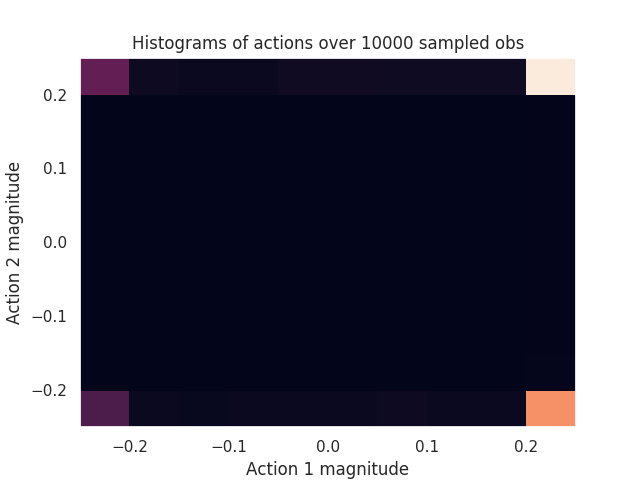 Histograms of actions over 10000 sampled obs
Action 2 magnitude
0.2
0.1
0.0
−0.1
−0.2
−0.2 −0.1 0.0 0.1 0.2
Action 1 magnitude